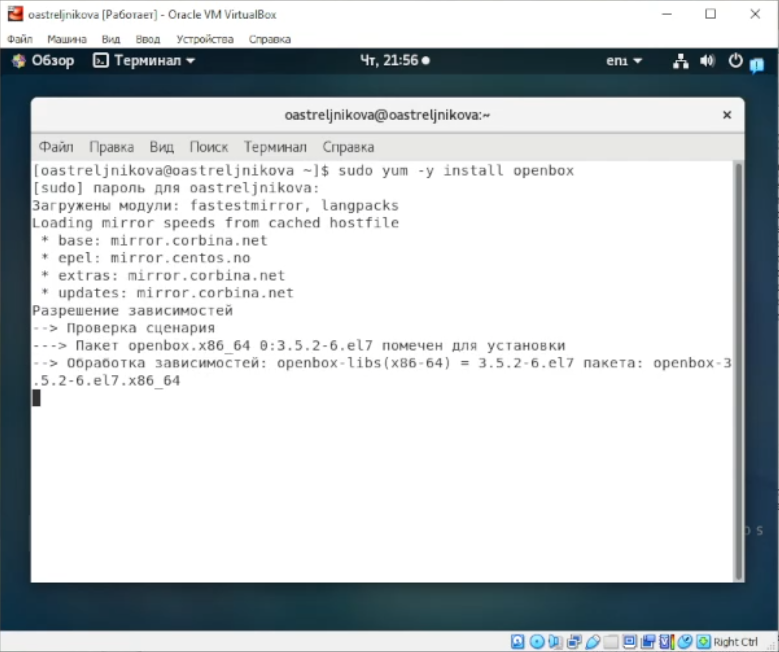 oastreljnikova [Работает] - Oracle VM VirtualBox
Файл Машина Вид Ввод Устройства Справка
Обзор Терминал Чт, 21:56 en1
oastreljnikova@oastreljnikova:~
Файл Правка Вид Поиск Терминал Справка
[oastreljnikova@oastreljnikova ~]$ sudo yum -y install openbox
[sudo] пароль для oastreljnikova:
Загружены модули: fastestmirror, langpacks
Loading mirror speeds from cached hostfile
* base: mirror.corbina.net
* epel: mirror.centos.no
* extras: mirror.corbina.net
* updates: mirror.corbina.net
Разрешение зависимостей
--> Проверка сценария
---> Пакет openbox.x86_64 0:3.5.2-6.el7 помечен для установки
--> Обработка зависимостей: openbox-libs(x86-64) = 3.5.2-6.el7 пакета: openbox-3
.5.2-6.el7.x86_64
Right Ctrl